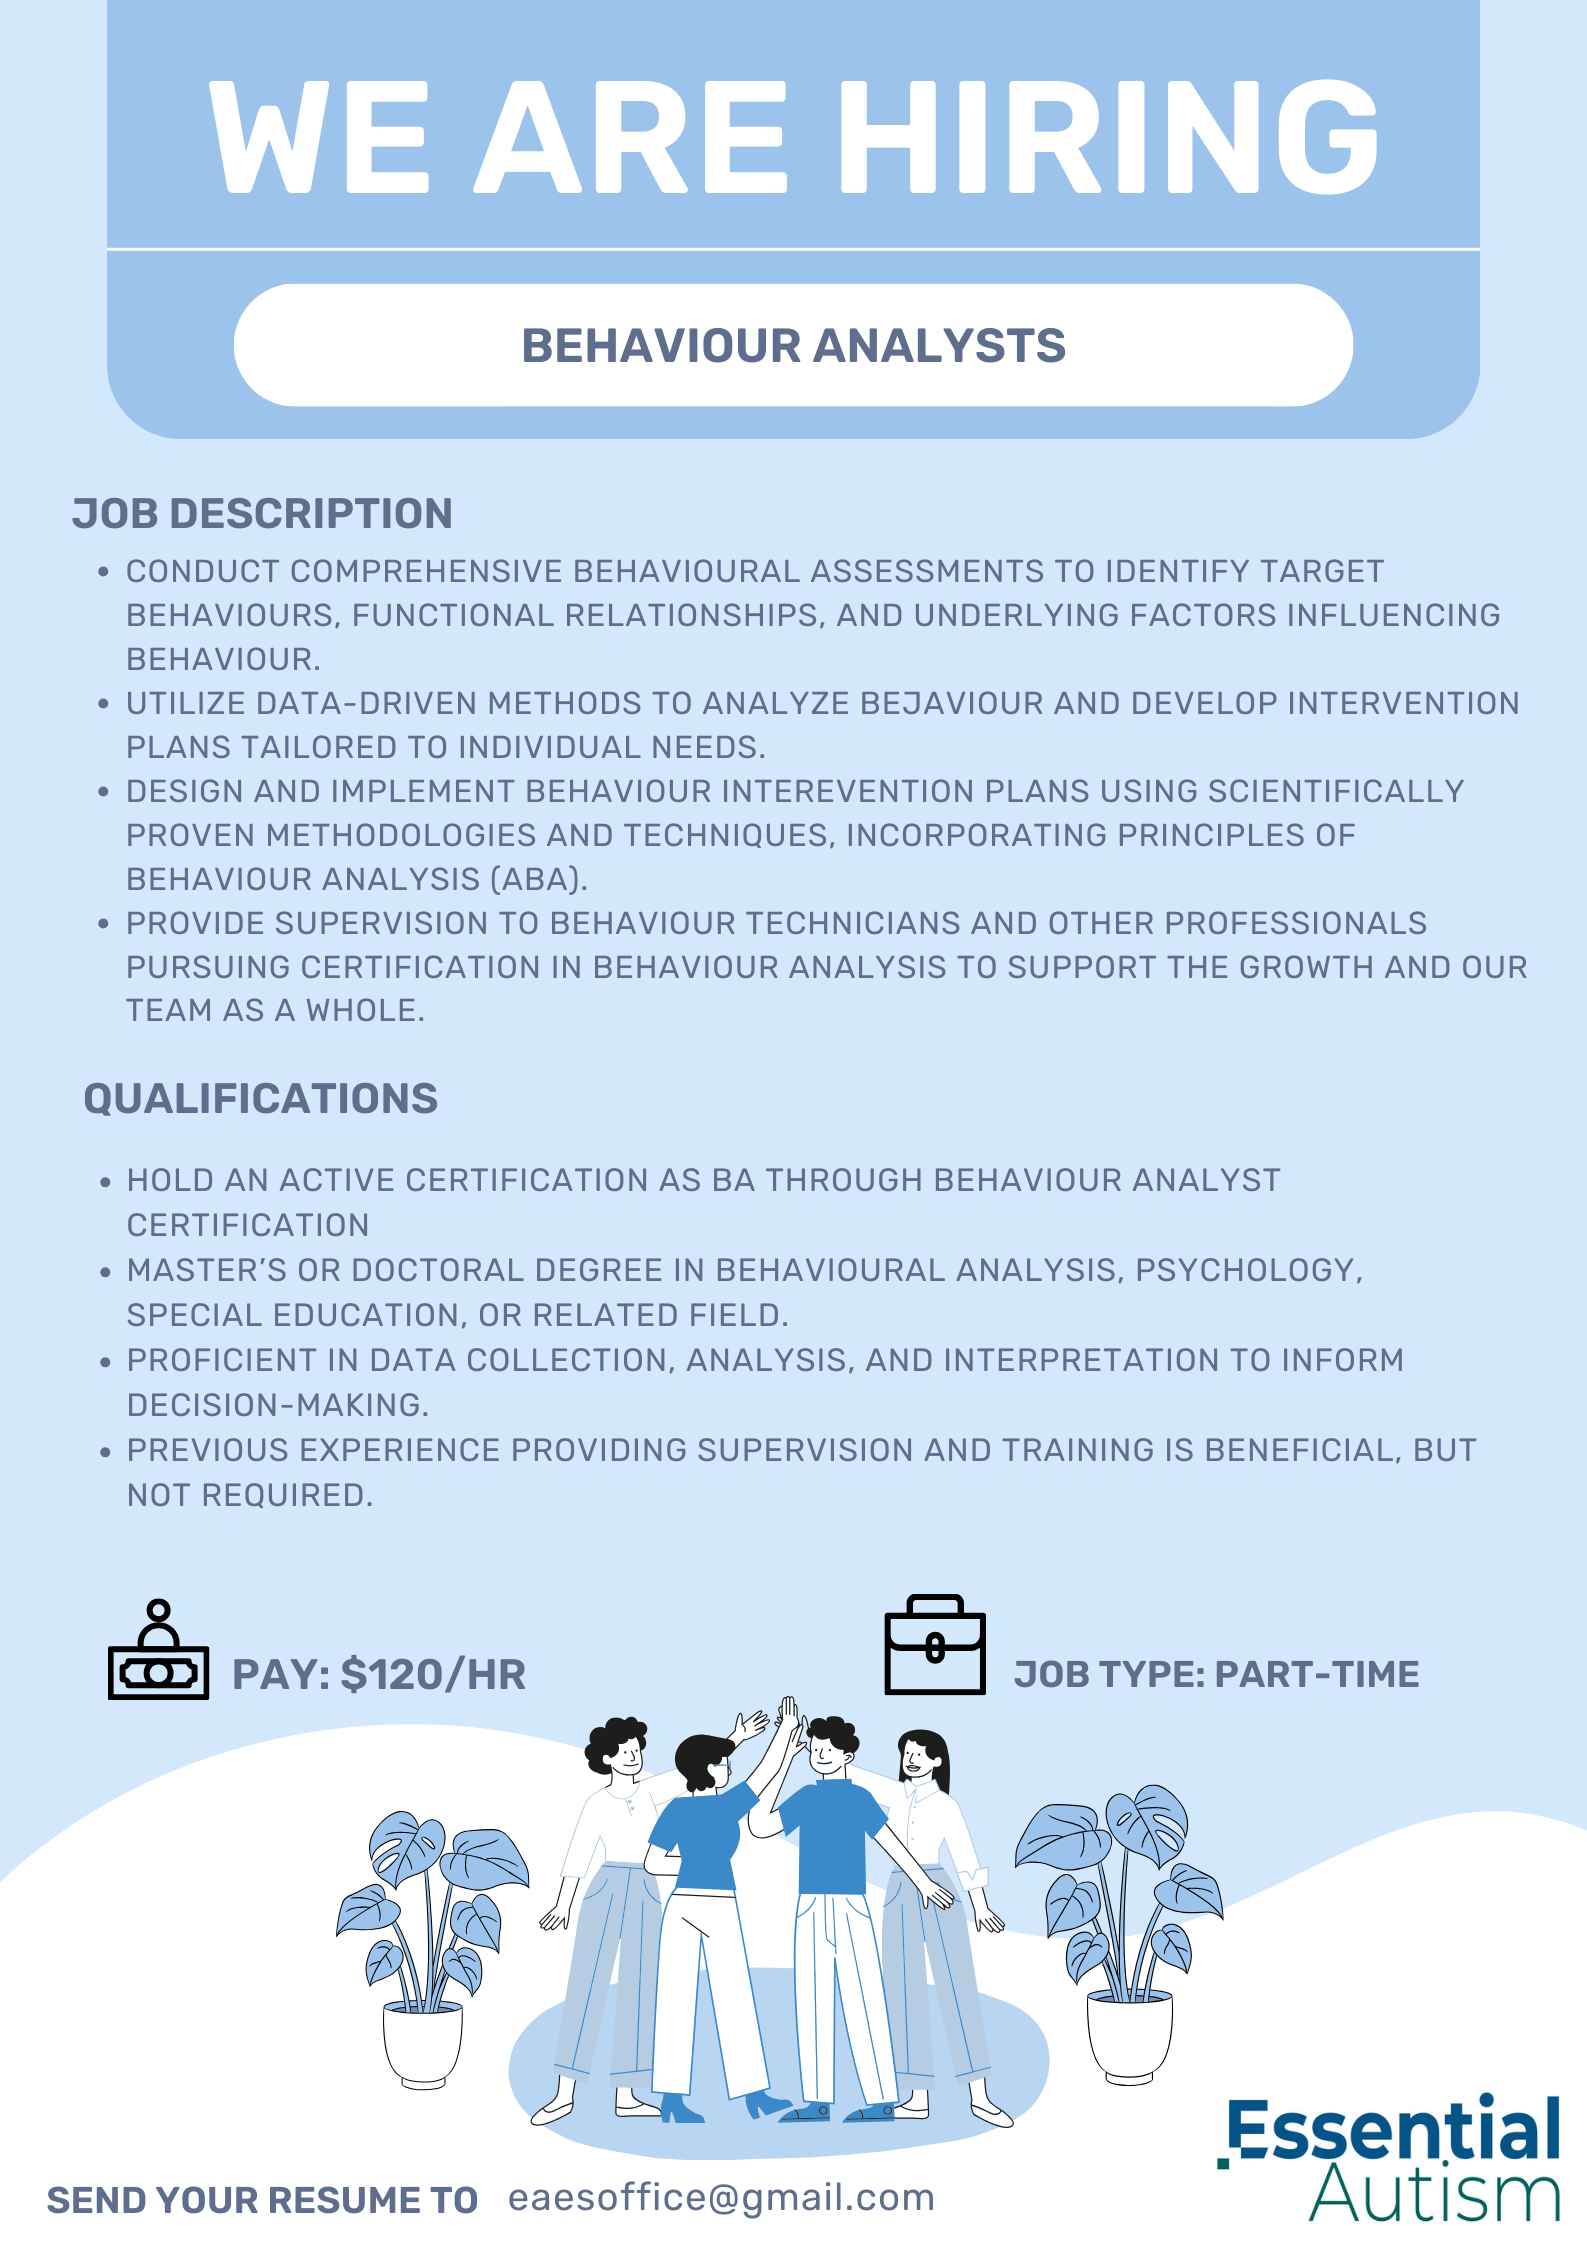 WE ARE HIRING
BEHAVIOUR ANALYSTS
JOB DESCRIPTION
• CONDUCT COMPREHENSIVE BEHAVIOURAL ASSESSMENTS TO IDENTIFY TARGET
BEHAVIOURS, FUNCTIONAL RELATIONSHIPS, AND UNDERLYING FACTORS INFLUENCING
BEHAVIOUR.
• UTILIZE DATA-DRIVEN METHODS TO ANALYZE BEJAVIOUR AND DEVELOP INTERVENTION
PLANS TAILORED TO INDIVIDUAL NEEDS.
• DESIGN AND IMPLEMENT BEHAVIOUR INTEREVENTION PLANS USING SCIENTIFICALLY
PROVEN METHODOLOGIES AND TECHNIQUES, INCORPORATING PRINCIPLES OF
BEHAVIOUR ANALYSIS (ABA).
• PROVIDE SUPERVISION TO BEHAVIOUR TECHNICIANS AND OTHER PROFESSIONALS
PURSUING CERTIFICATION IN BEHAVIOUR ANALYSIS TO SUPPORT THE GROWTH AND OUR
TEAM AS A WHOLE.
QUALIFICATIONS
• HOLD AN ACTIVE CERTIFICATION AS BA THROUGH BEHAVIOUR ANALYST
CERTIFICATION
• MASTER’S OR DOCTORAL DEGREE IN BEHAVIOURAL ANALYSIS, PSYCHOLOGY,
SPECIAL EDUCATION, OR RELATED FIELD.
• PROFICIENT IN DATA COLLECTION, ANALYSIS, AND INTERPRETATION TO INFORM
DECISION-MAKING.
• PREVIOUS EXPERIENCE PROVIDING SUPERVISION AND TRAINING IS BENEFICIAL, BUT
NOT REQUIRED.
PAY: $120/HR
JOB TYPE: PART-TIME
SEND YOUR RESUME TO eaesoffice@gmail.com
Essential
Autism